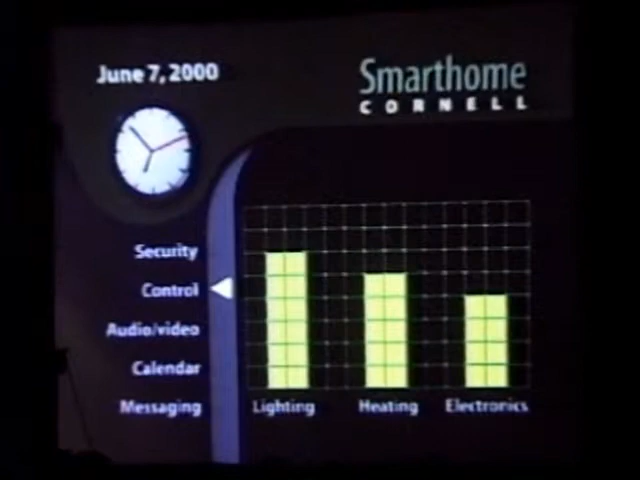 June 7, 2000
Smarthome
CORNELL
Security
Control
Audio/video
Calendar
Messaging
Lighting
Heating
Electronics